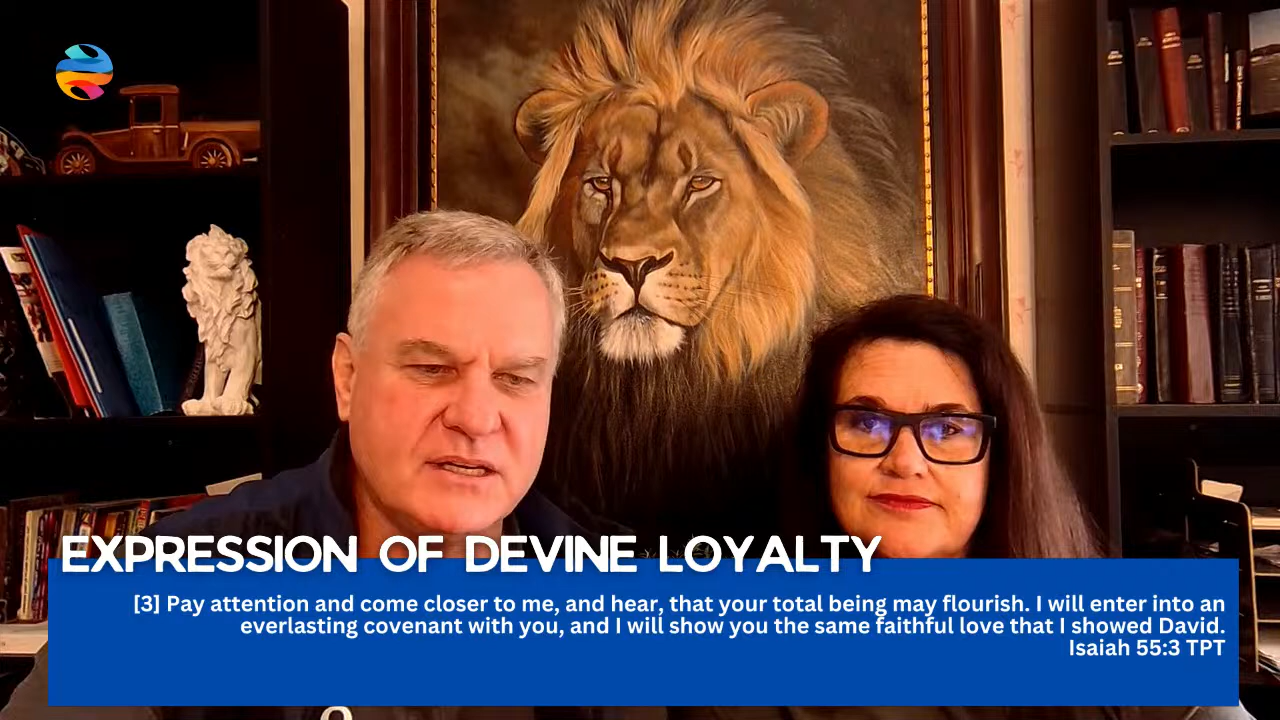 EXPRESSION OF DEVINE LOYALTY
[3] Pay attention and come closer to me, and hear, that your total being may flourish. I will enter into an
everlasting covenant with you, and I will show you the same faithful love that I showed David.
Isaiah 55:3 TPT